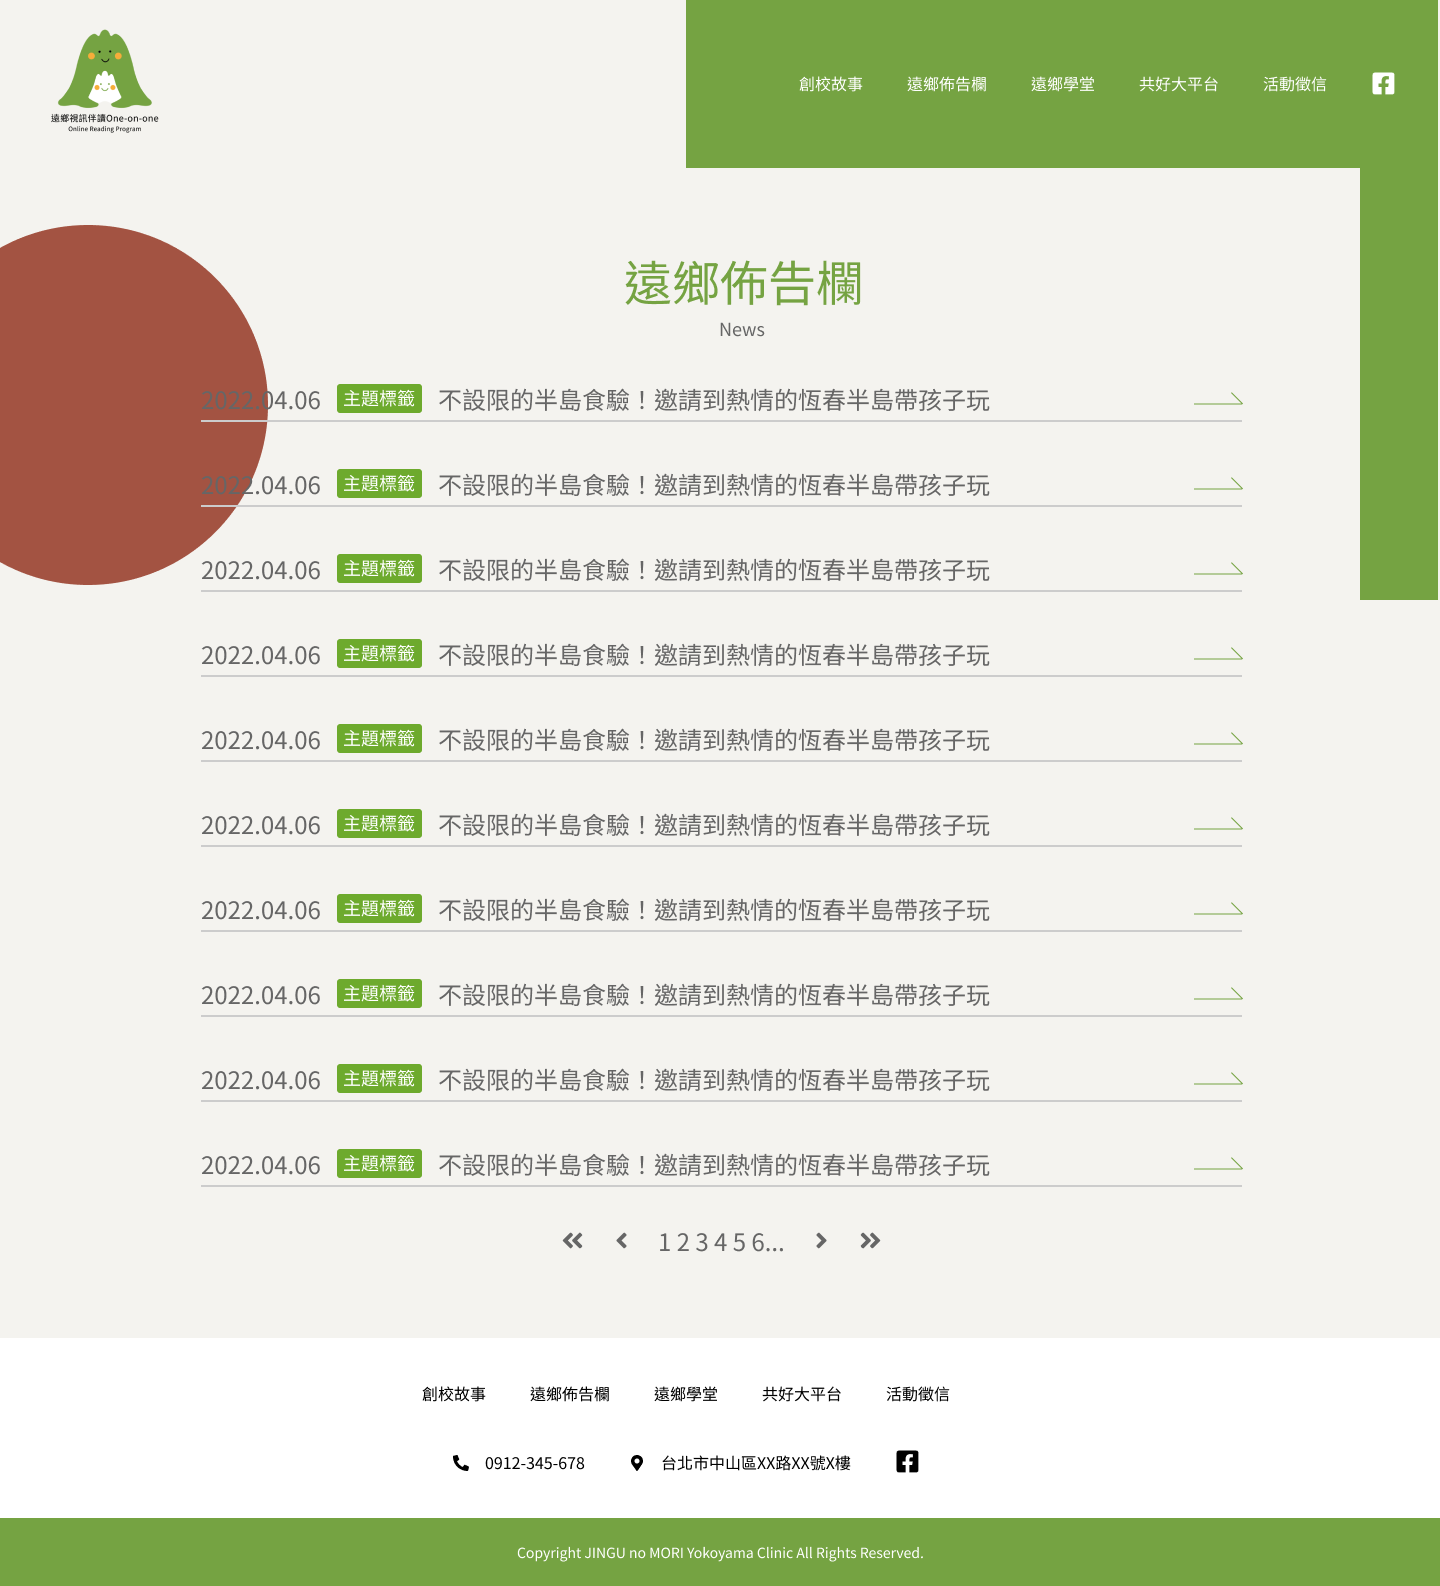 遠鄉視訊伴讀One-on-one
Online Reading Program
創校故事 遠鄉佈告欄 遠鄉學堂 共好大平台 活動徵信
遠鄉佈告欄
News
2022.04.06 主題標籤 不設限的半島食驗！邀請到熱情的恆春半島帶孩子玩
2022.04.06 主題標籤 不設限的半島食驗！邀請到熱情的恆春半島帶孩子玩
2022.04.06 主題標籤 不設限的半島食驗！邀請到熱情的恆春半島帶孩子玩
2022.04.06 主題標籤 不設限的半島食驗！邀請到熱情的恆春半島帶孩子玩
2022.04.06 主題標籤 不設限的半島食驗！邀請到熱情的恆春半島帶孩子玩
2022.04.06 主題標籤 不設限的半島食驗！邀請到熱情的恆春半島帶孩子玩
2022.04.06 主題標籤 不設限的半島食驗！邀請到熱情的恆春半島帶孩子玩
2022.04.06 主題標籤 不設限的半島食驗！邀請到熱情的恆春半島帶孩子玩
2022.04.06 主題標籤 不設限的半島食驗！邀請到熱情的恆春半島帶孩子玩
2022.04.06 主題標籤 不設限的半島食驗！邀請到熱情的恆春半島帶孩子玩
1 2 3 4 5 6...
創校故事 遠鄉佈告欄 遠鄉學堂 共好大平台 活動徵信
0912-345-678 台北市中山區XX路XX號X樓
Copyright JINGU no MORI Yokoyama Clinic All Rights Reserved.